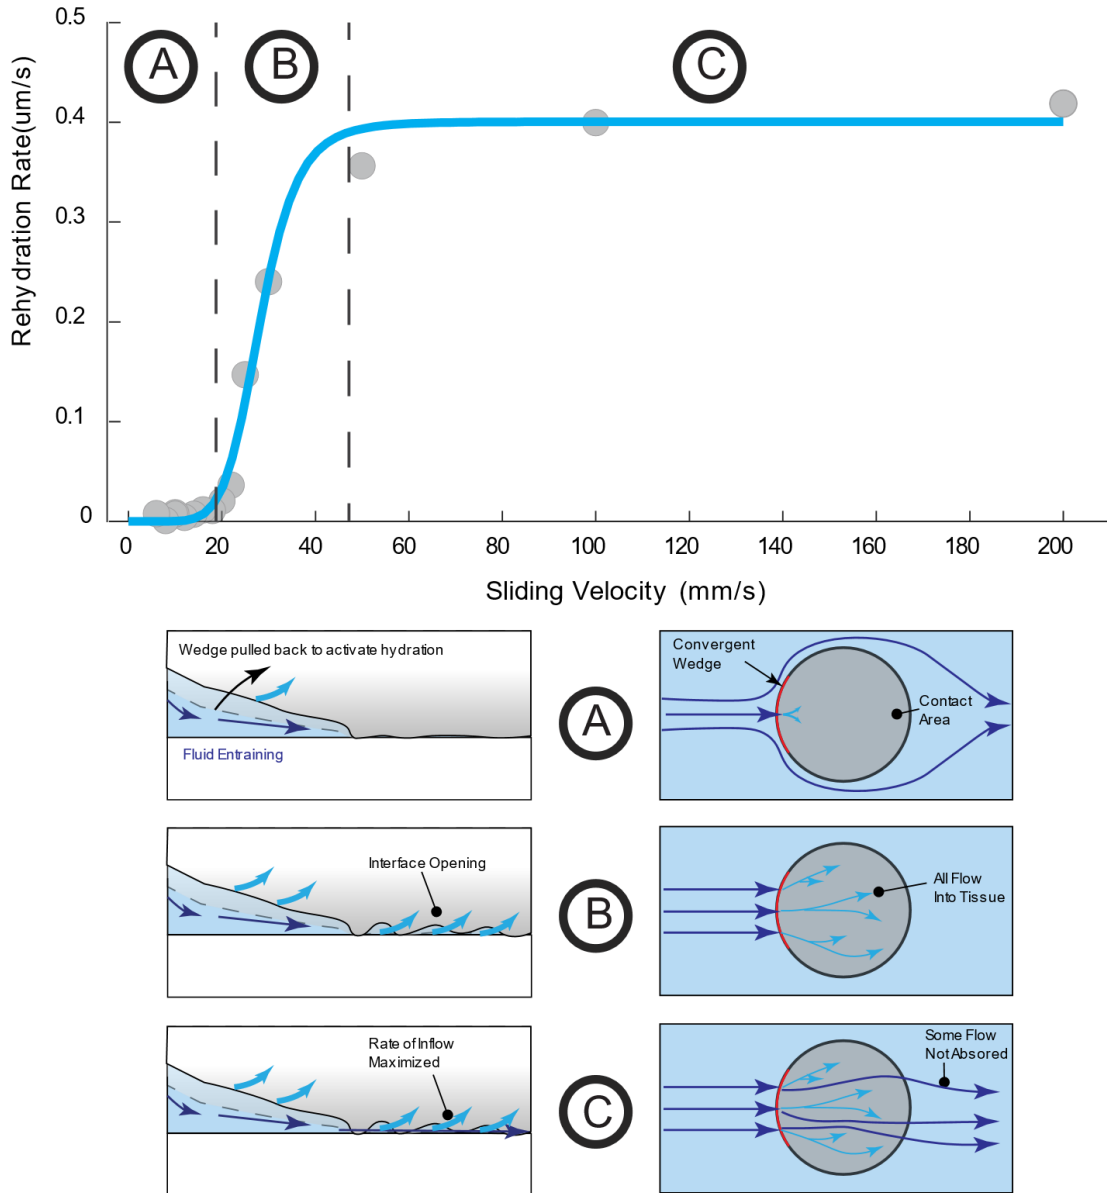 0.5
A
B
C
0.4
0.3
0.2
0.1
0
Rehydration Rate(um/s)
0 20 40 60 80 100 120 140 160 180 200
Sliding Velocity (mm/s)
Wedge pulled back to activate hydration
Fluid Entraining
A
Convergent
Wedge
Contact
Area
Interface Opening
B
All Flow
Into Tissue
Rate of Inflow
Maximized
C
Some Flow
Not Absored